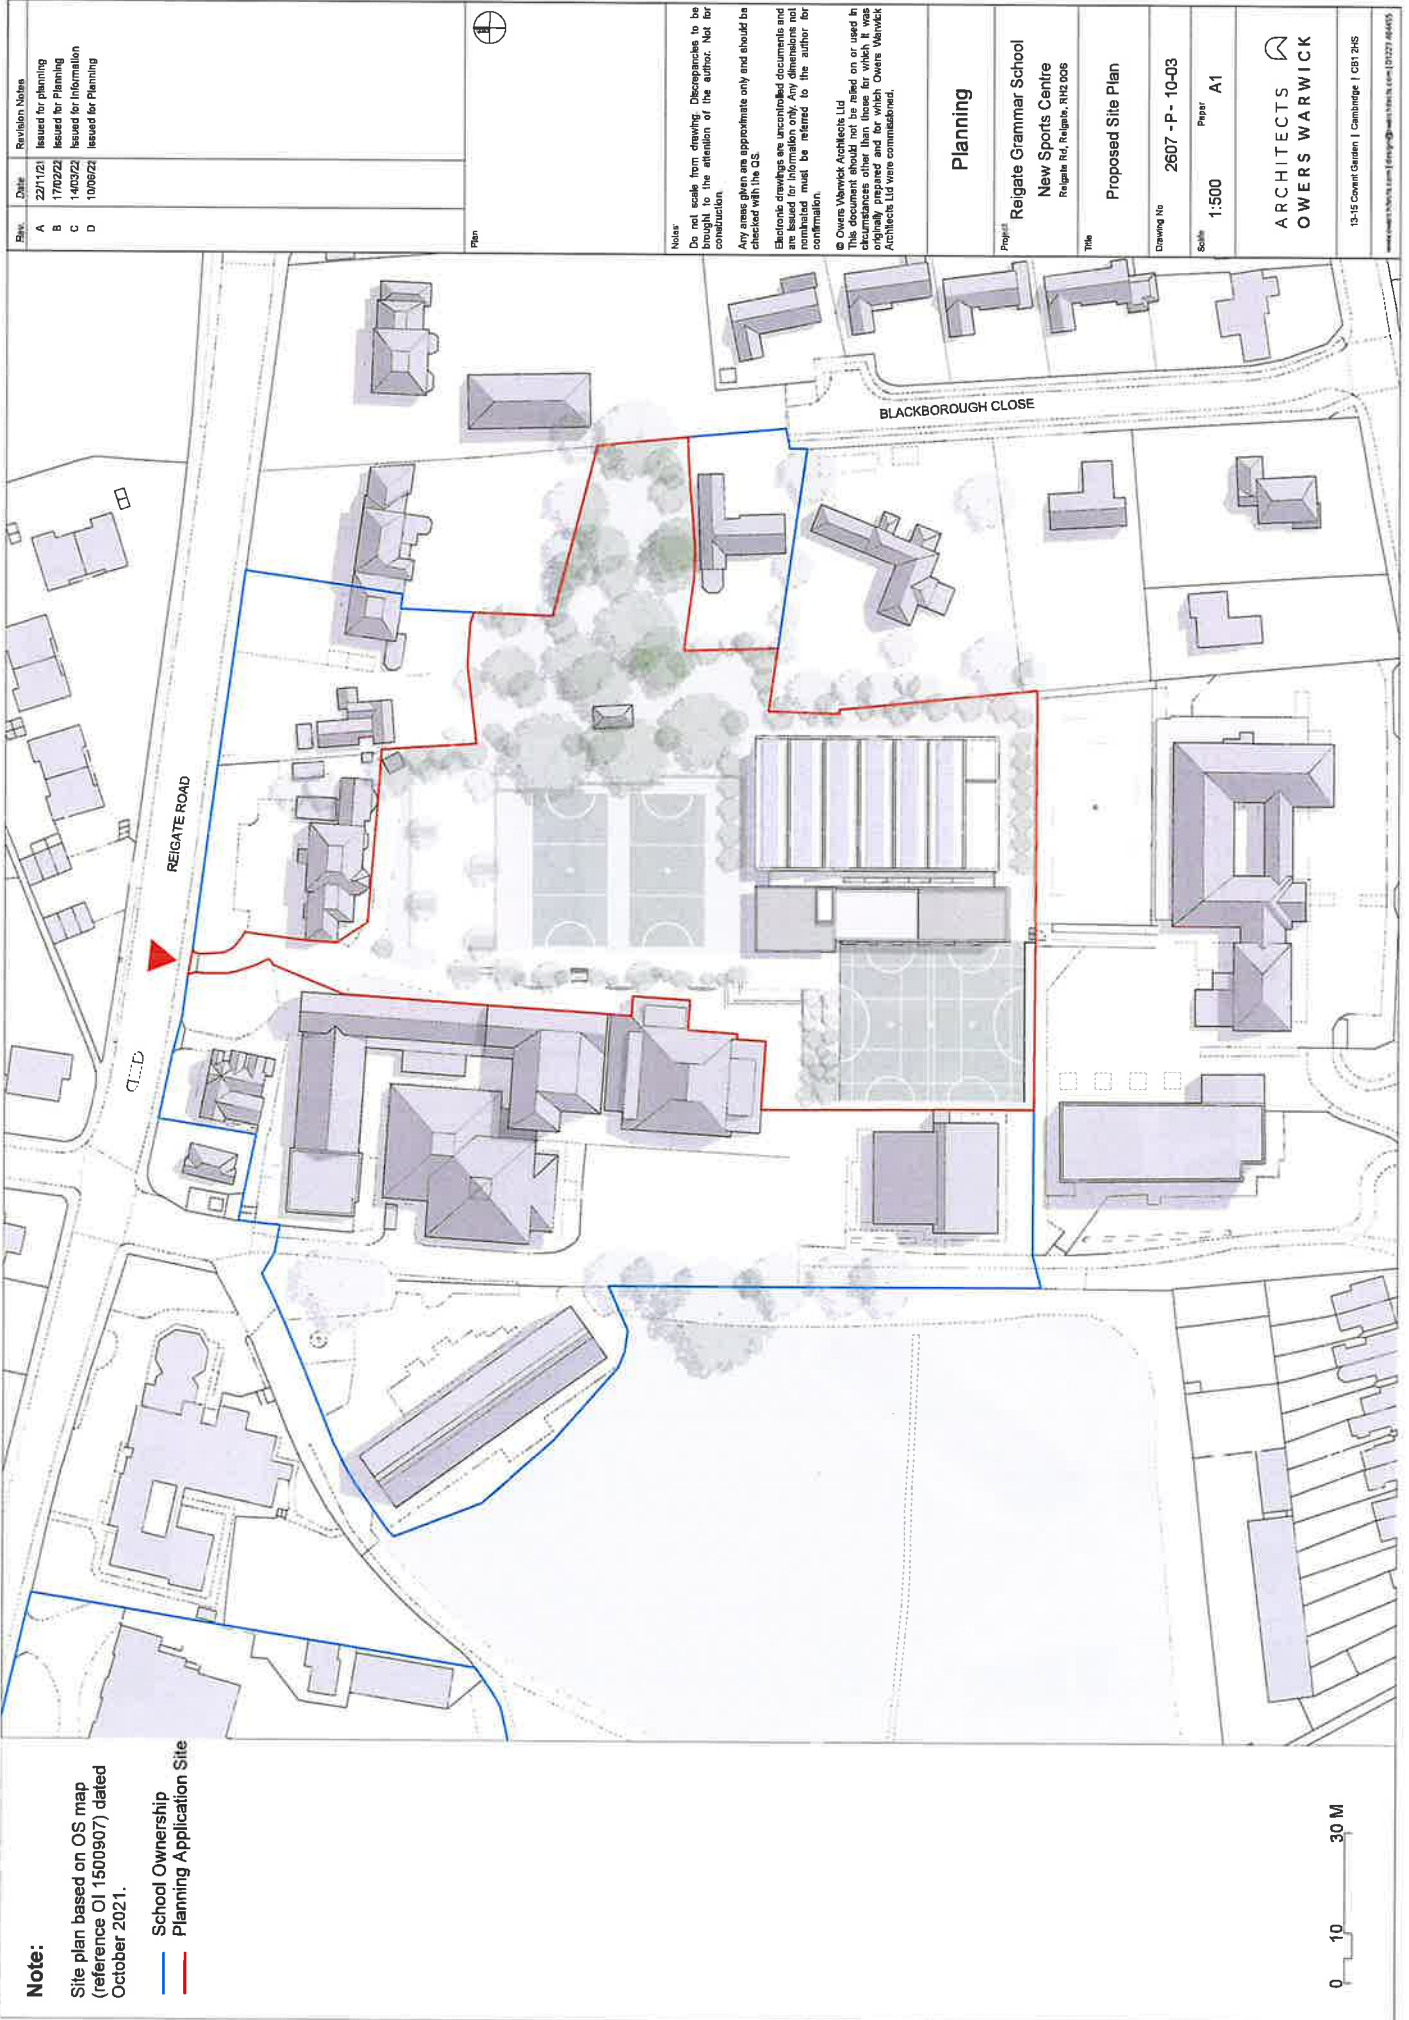 Note:
Site plan based on OS map
(reference OI 1500907) dated
October 2021.
School Ownership
Planning Application Site
0 10 30 M
REIGATE ROAD
BLACKBOROUGH CLOSE
Rev. Date Revision Notes
A 22/11/21 Issued for planning
B 17/02/22 Issued for Planning
C 14/03/22 Issued for Information
D 10/06/22 Issued for Planning
Plan
Notes:
Do not scale from drawing. Discrepancies to be
brought to the attention of the author. Not for
construction.
Any areas given are approximate only and should be
checked with the QS.
Electronic drawings are uncontrolled documents and
are issued for information only. Any dimensions not
nominated must be referred to the author for
confirmation.
© Owers Warwick Architects Ltd
This document should not be relied on or used in
circumstances other than those for which it was
originally prepared and for which Owers Warwick
Architects Ltd were commissioned.
Planning
Project
Reigate Grammar School
New Sports Centre
Reigate Rd, Reigate, RH2 0QS
Title
Proposed Site Plan
Drawing No
2607 - P - 10-03
Scale
1:500
Paper
A1
ARCHITECTS
OWERS WARWICK
13-15 Covent Garden | Cambridge | CB1 2HS